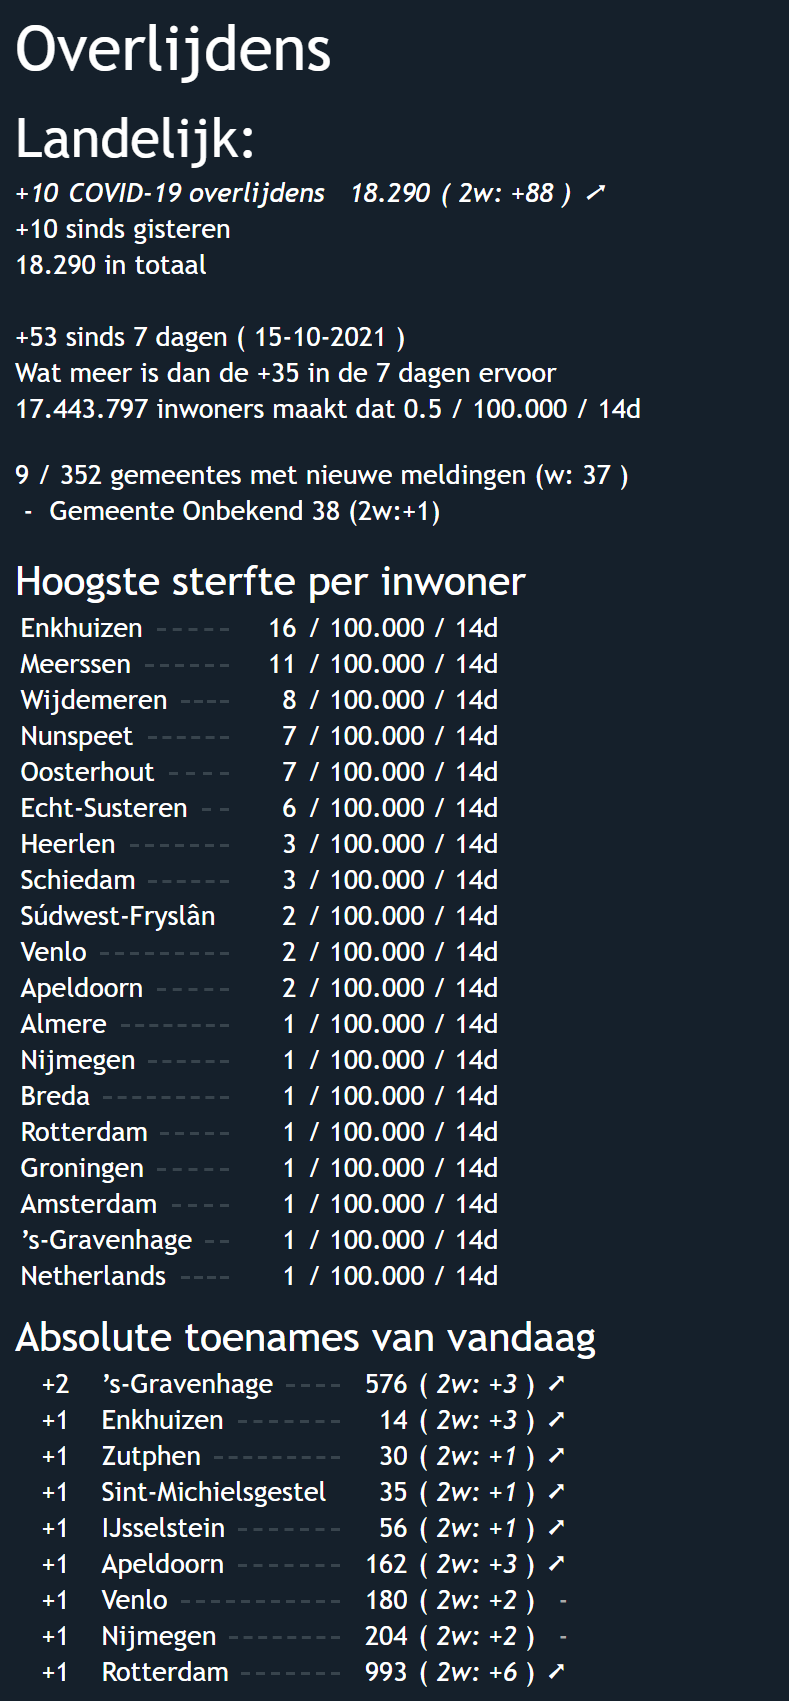 Overlijdens
Landelijk:
+10 COVID-19 overlijdens 18.290 ( 2w: +88 ) ➚
+10 sinds gisteren
18.290 in totaal
+53 sinds 7 dagen ( 15-10-2021 )
Wat meer is dan de +35 in de 7 dagen ervoor
17.443.797 inwoners maakt dat 0.5 / 100.000 / 14d
9 / 352 gemeentes met nieuwe meldingen (w: 37 )
- Gemeente Onbekend 38 (2w:+1)
Hoogste sterfte per inwoner
Enkhuizen ----- 16 / 100.000 / 14d
Meerssen ------ 11 / 100.000 / 14d
Wijdemeren ---- 8 / 100.000 / 14d
Nunspeet ------ 7 / 100.000 / 14d
Oosterhout ---- 7 / 100.000 / 14d
Echt-Susteren -- 6 / 100.000 / 14d
Heerlen ------- 3 / 100.000 / 14d
Schiedam ------ 3 / 100.000 / 14d
Súdwest-Fryslân 2 / 100.000 / 14d
Venlo --------- 2 / 100.000 / 14d
Apeldoorn ----- 2 / 100.000 / 14d
Almere -------- 1 / 100.000 / 14d
Nijmegen ------ 1 / 100.000 / 14d
Breda --------- 1 / 100.000 / 14d
Rotterdam ----- 1 / 100.000 / 14d
Groningen ----- 1 / 100.000 / 14d
Amsterdam ---- 1 / 100.000 / 14d
’s-Gravenhage -- 1 / 100.000 / 14d
Netherlands ---- 1 / 100.000 / 14d
Absolute toenames van vandaag
+2 ’s-Gravenhage ---- 576 ( 2w: +3 ) ➚
+1 Enkhuizen ------- 14 ( 2w: +3 ) ➚
+1 Zutphen --------- 30 ( 2w: +1 ) ➚
+1 Sint-Michielsgestel 35 ( 2w: +1 ) ➚
+1 IJsselstein ------- 56 ( 2w: +1 ) ➚
+1 Apeldoorn ------- 162 ( 2w: +3 ) ➚
+1 Venlo ----------- 180 ( 2w: +2 ) -
+1 Nijmegen -------- 204 ( 2w: +2 ) -
+1 Rotterdam ------- 993 ( 2w: +6 ) ➚